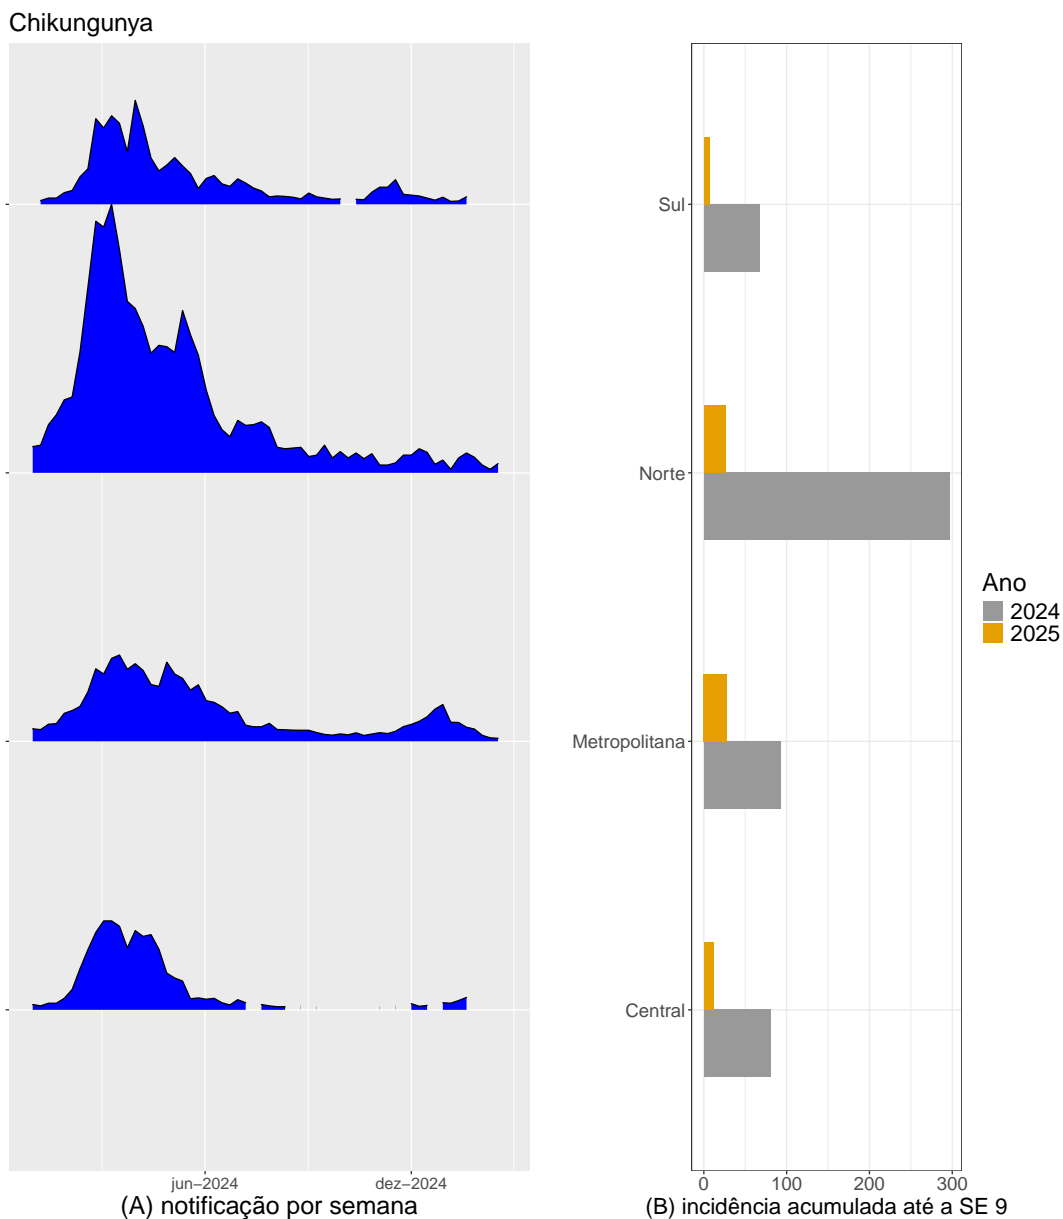 Chikungunya
Sul
Norte
Metropolitana
Central
jun−2024
dez−2024
(A) notificação por semana
0
100
200
300
(B) incidência acumulada até a SE 9
Ano
2024
2025